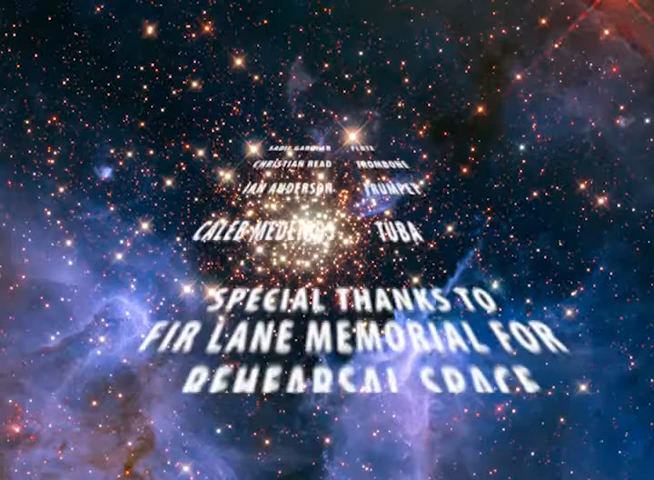 SADIE GARDNER FLUTE
CHRISTIAN READ TROMBONE
IAN ANDERSON TRUMPET
CALEB MEDEIROS TUBA
SPECIAL THANKS TO
FIR LANE MEMORIAL FOR
REHEARSAL SPACE